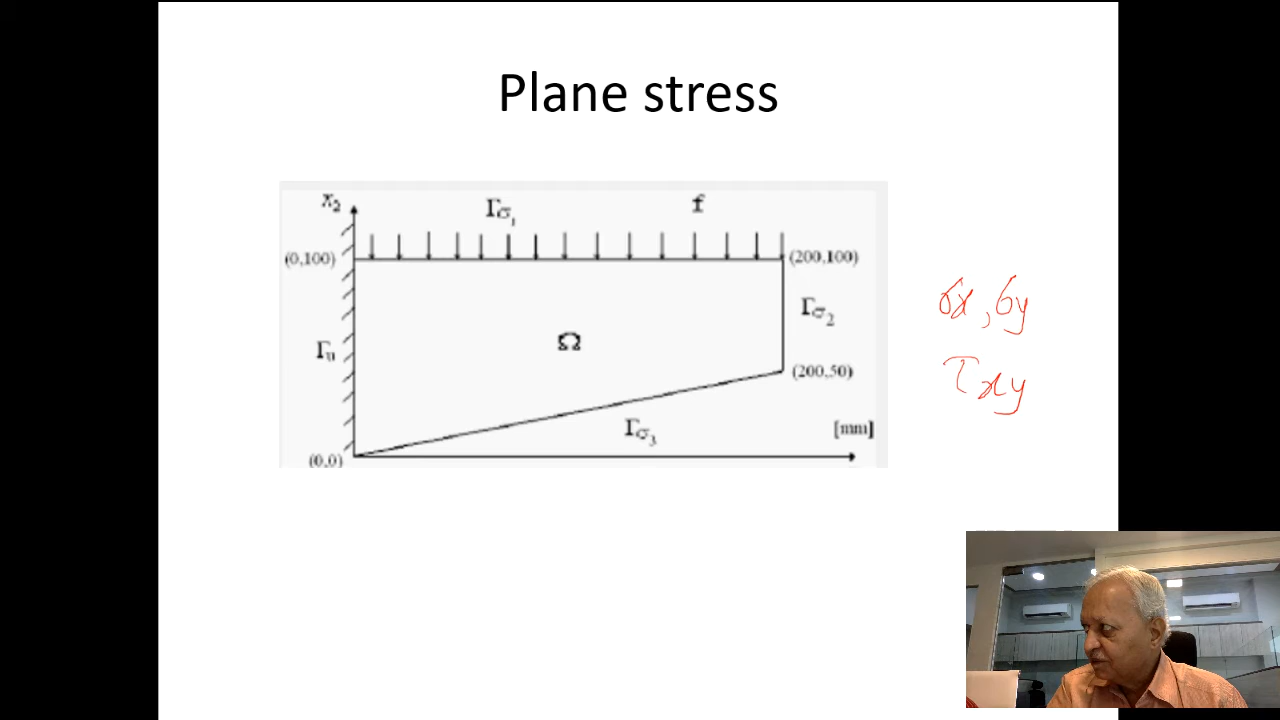 Plane stress
x₂
Γσ₁
f
(0,100)
(200,100)
Γσ₂
Ω
Γu
(200,50)
Γσ₃
[mm]
(0,0)
σx, σy
τxy